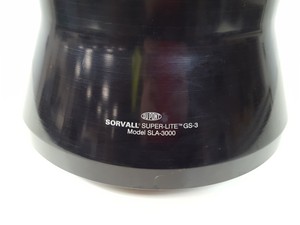 DU PONT
SORVALL® SUPER-LITE™ GS-3
Model SLA-3000